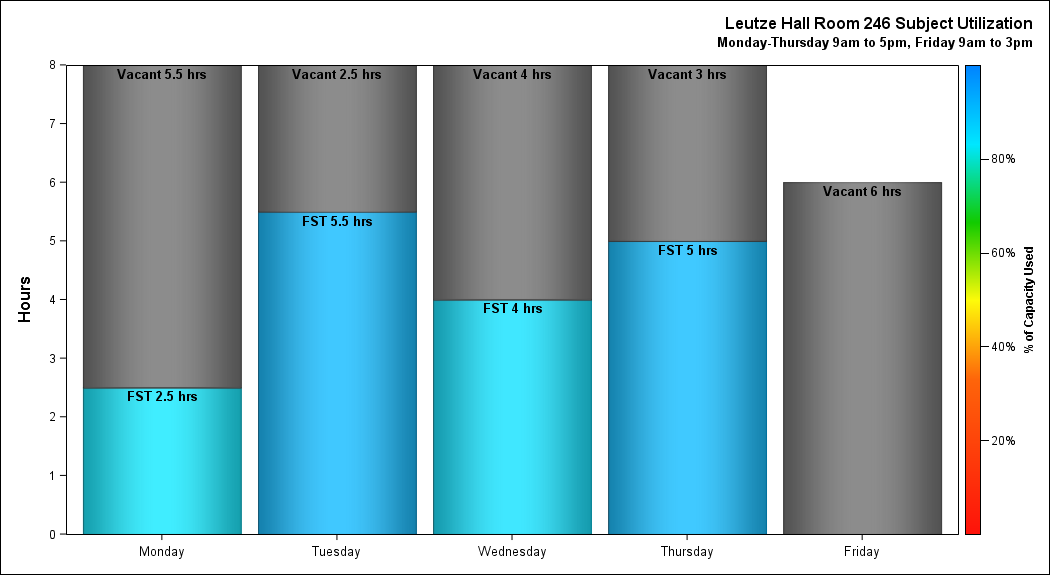 Leutze Hall Room 246 Subject Utilization
Monday-Thursday 9am to 5pm, Friday 9am to 3pm
Hours
8
7
6
5
4
3
2
1
0
Vacant 5.5 hrs
FST 2.5 hrs
Vacant 2.5 hrs
FST 5.5 hrs
Vacant 4 hrs
FST 4 hrs
Vacant 3 hrs
FST 5 hrs
Vacant 6 hrs
Monday
Tuesday
Wednesday
Thursday
Friday
80%
60%
40%
20%
% of Capacity Used